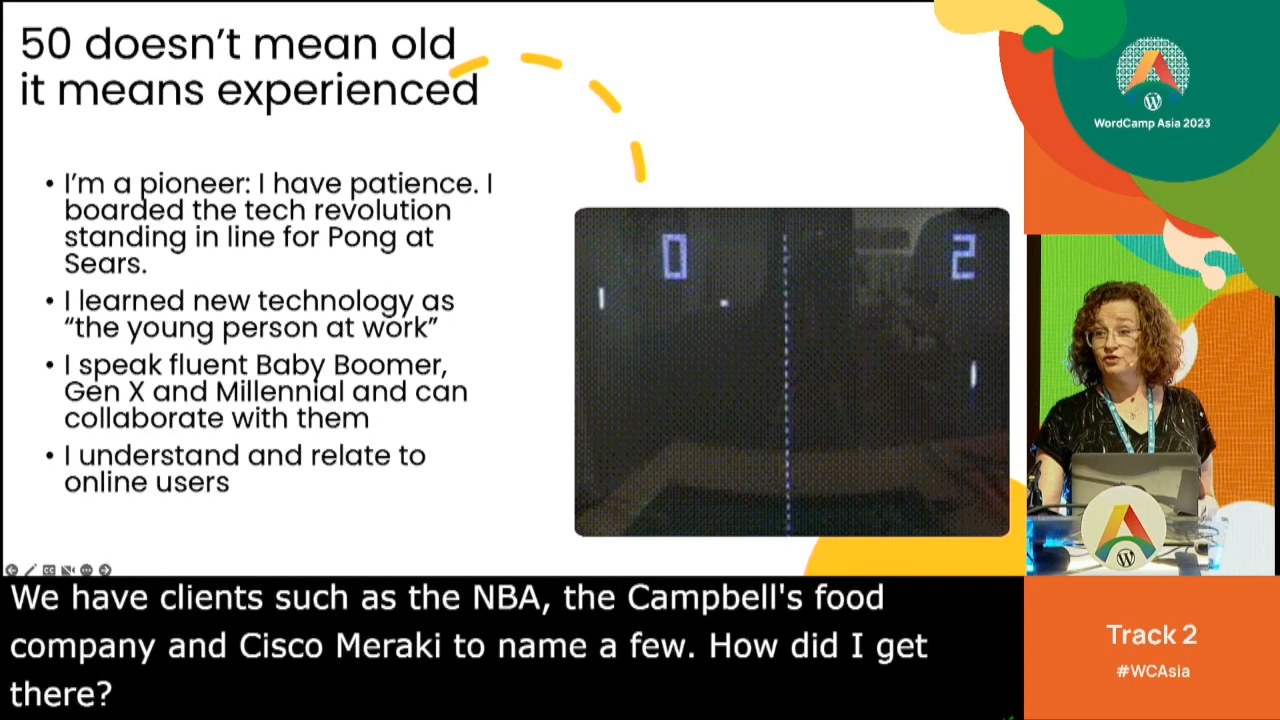 50 doesn't mean old
it means experienced
• I'm a pioneer: I have patience. I
boarded the tech revolution
standing in line for Pong at
Sears.
• I learned new technology as
“the young person at work”
• I speak fluent Baby Boomer,
Gen X and Millennial and can
collaborate with them
• I understand and relate to
online users
0 2
WordCamp Asia 2023
We have clients such as the NBA, the Campbell's food
company and Cisco Meraki to name a few. How did I get
there?
Track 2
#WCAsia